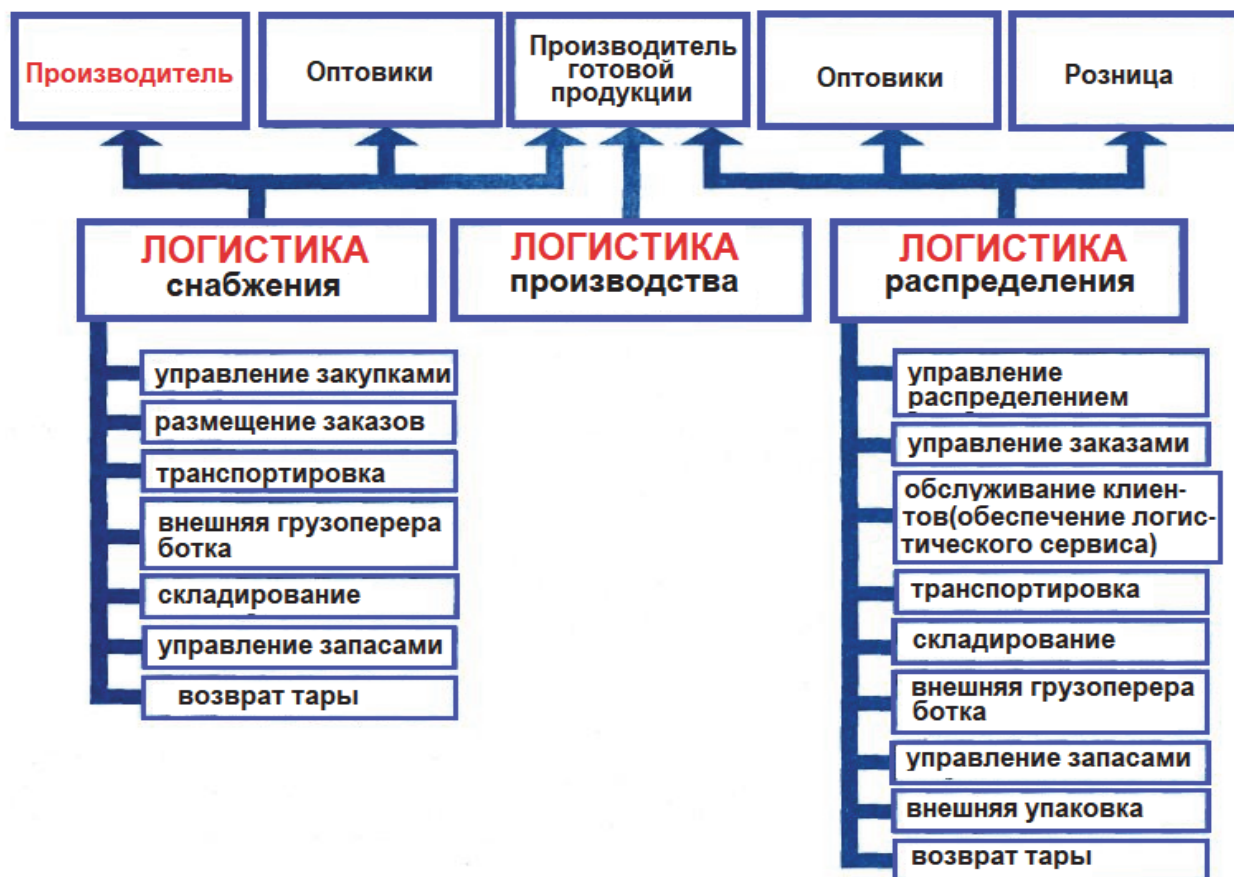 Производитель
Оптовики
Производитель
готовой
продукции
Оптовики
Розница
ЛОГИСТИКА
снабжения
ЛОГИСТИКА
производства
ЛОГИСТИКА
распределения
управление закупками
размещение заказов
транспортировка
внешняя грузоперера
ботка
складирование
управление запасами
возврат тары
управление
распределением
управление заказами
обслуживание клиен-
тов(обеспечение логис-
тического сервиса)
транспортировка
складирование
внешняя грузоперера
ботка
управление запасами
внешняя упаковка
возврат тары